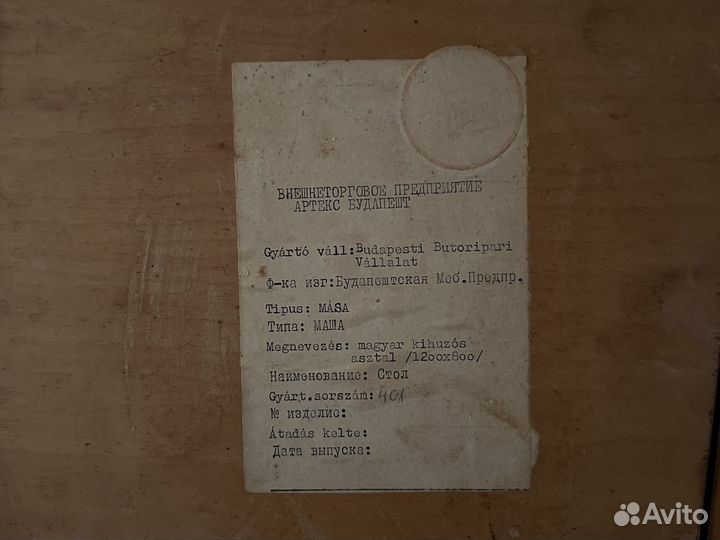 ВНЕШНЕТОРГОВОЕ ПРЕДПРИЯТИЕ
АРТЕКС БУДАПЕШТ
Gyártó váll:Budapesti Butoripari
Vállalat
Ф-ка изг:Будапештская Меб.Предпр.
Tipus: MÁSA
Типа: МАША
Megnevezés: magyar kihuzós
asztal /12oox8oo/
Наименование: Стол
Gyárt.sorszám: 401
№ изделие:
Átadás kelte:
Дата выпуска:
Avito